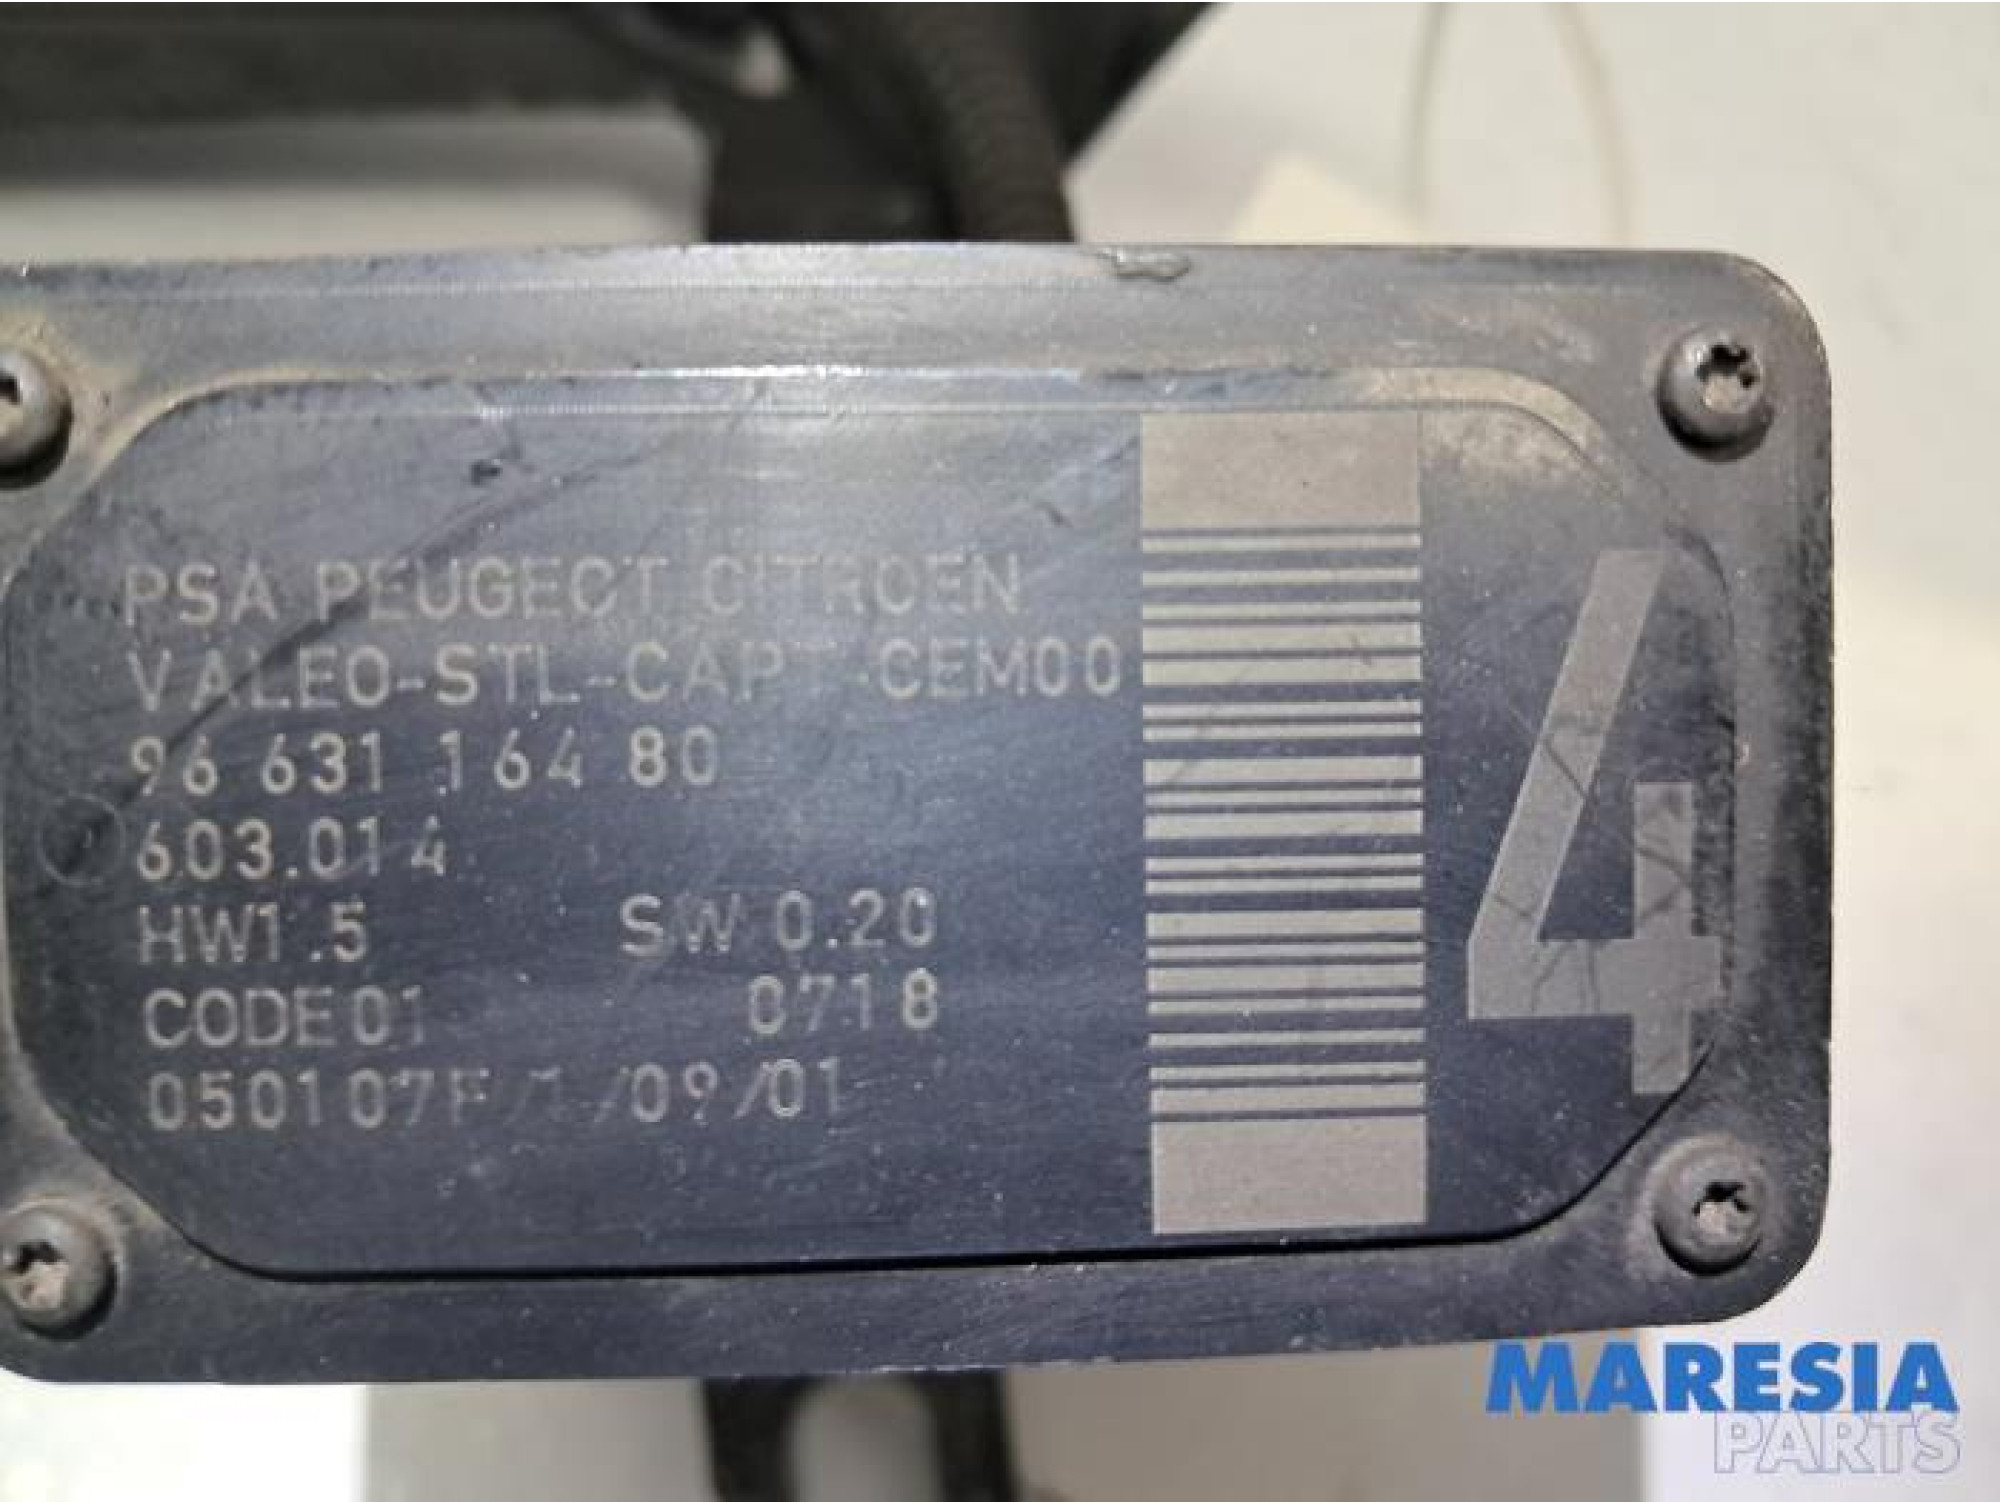 PSA PEUGEOT CITROEN
VALEO-STL-CAPT-CEM00
96 631 164 80
603.014
HW1.5 SW 0.20
CODE 01 0718
050107F /1/09/01
4
MARESIA
PARTS